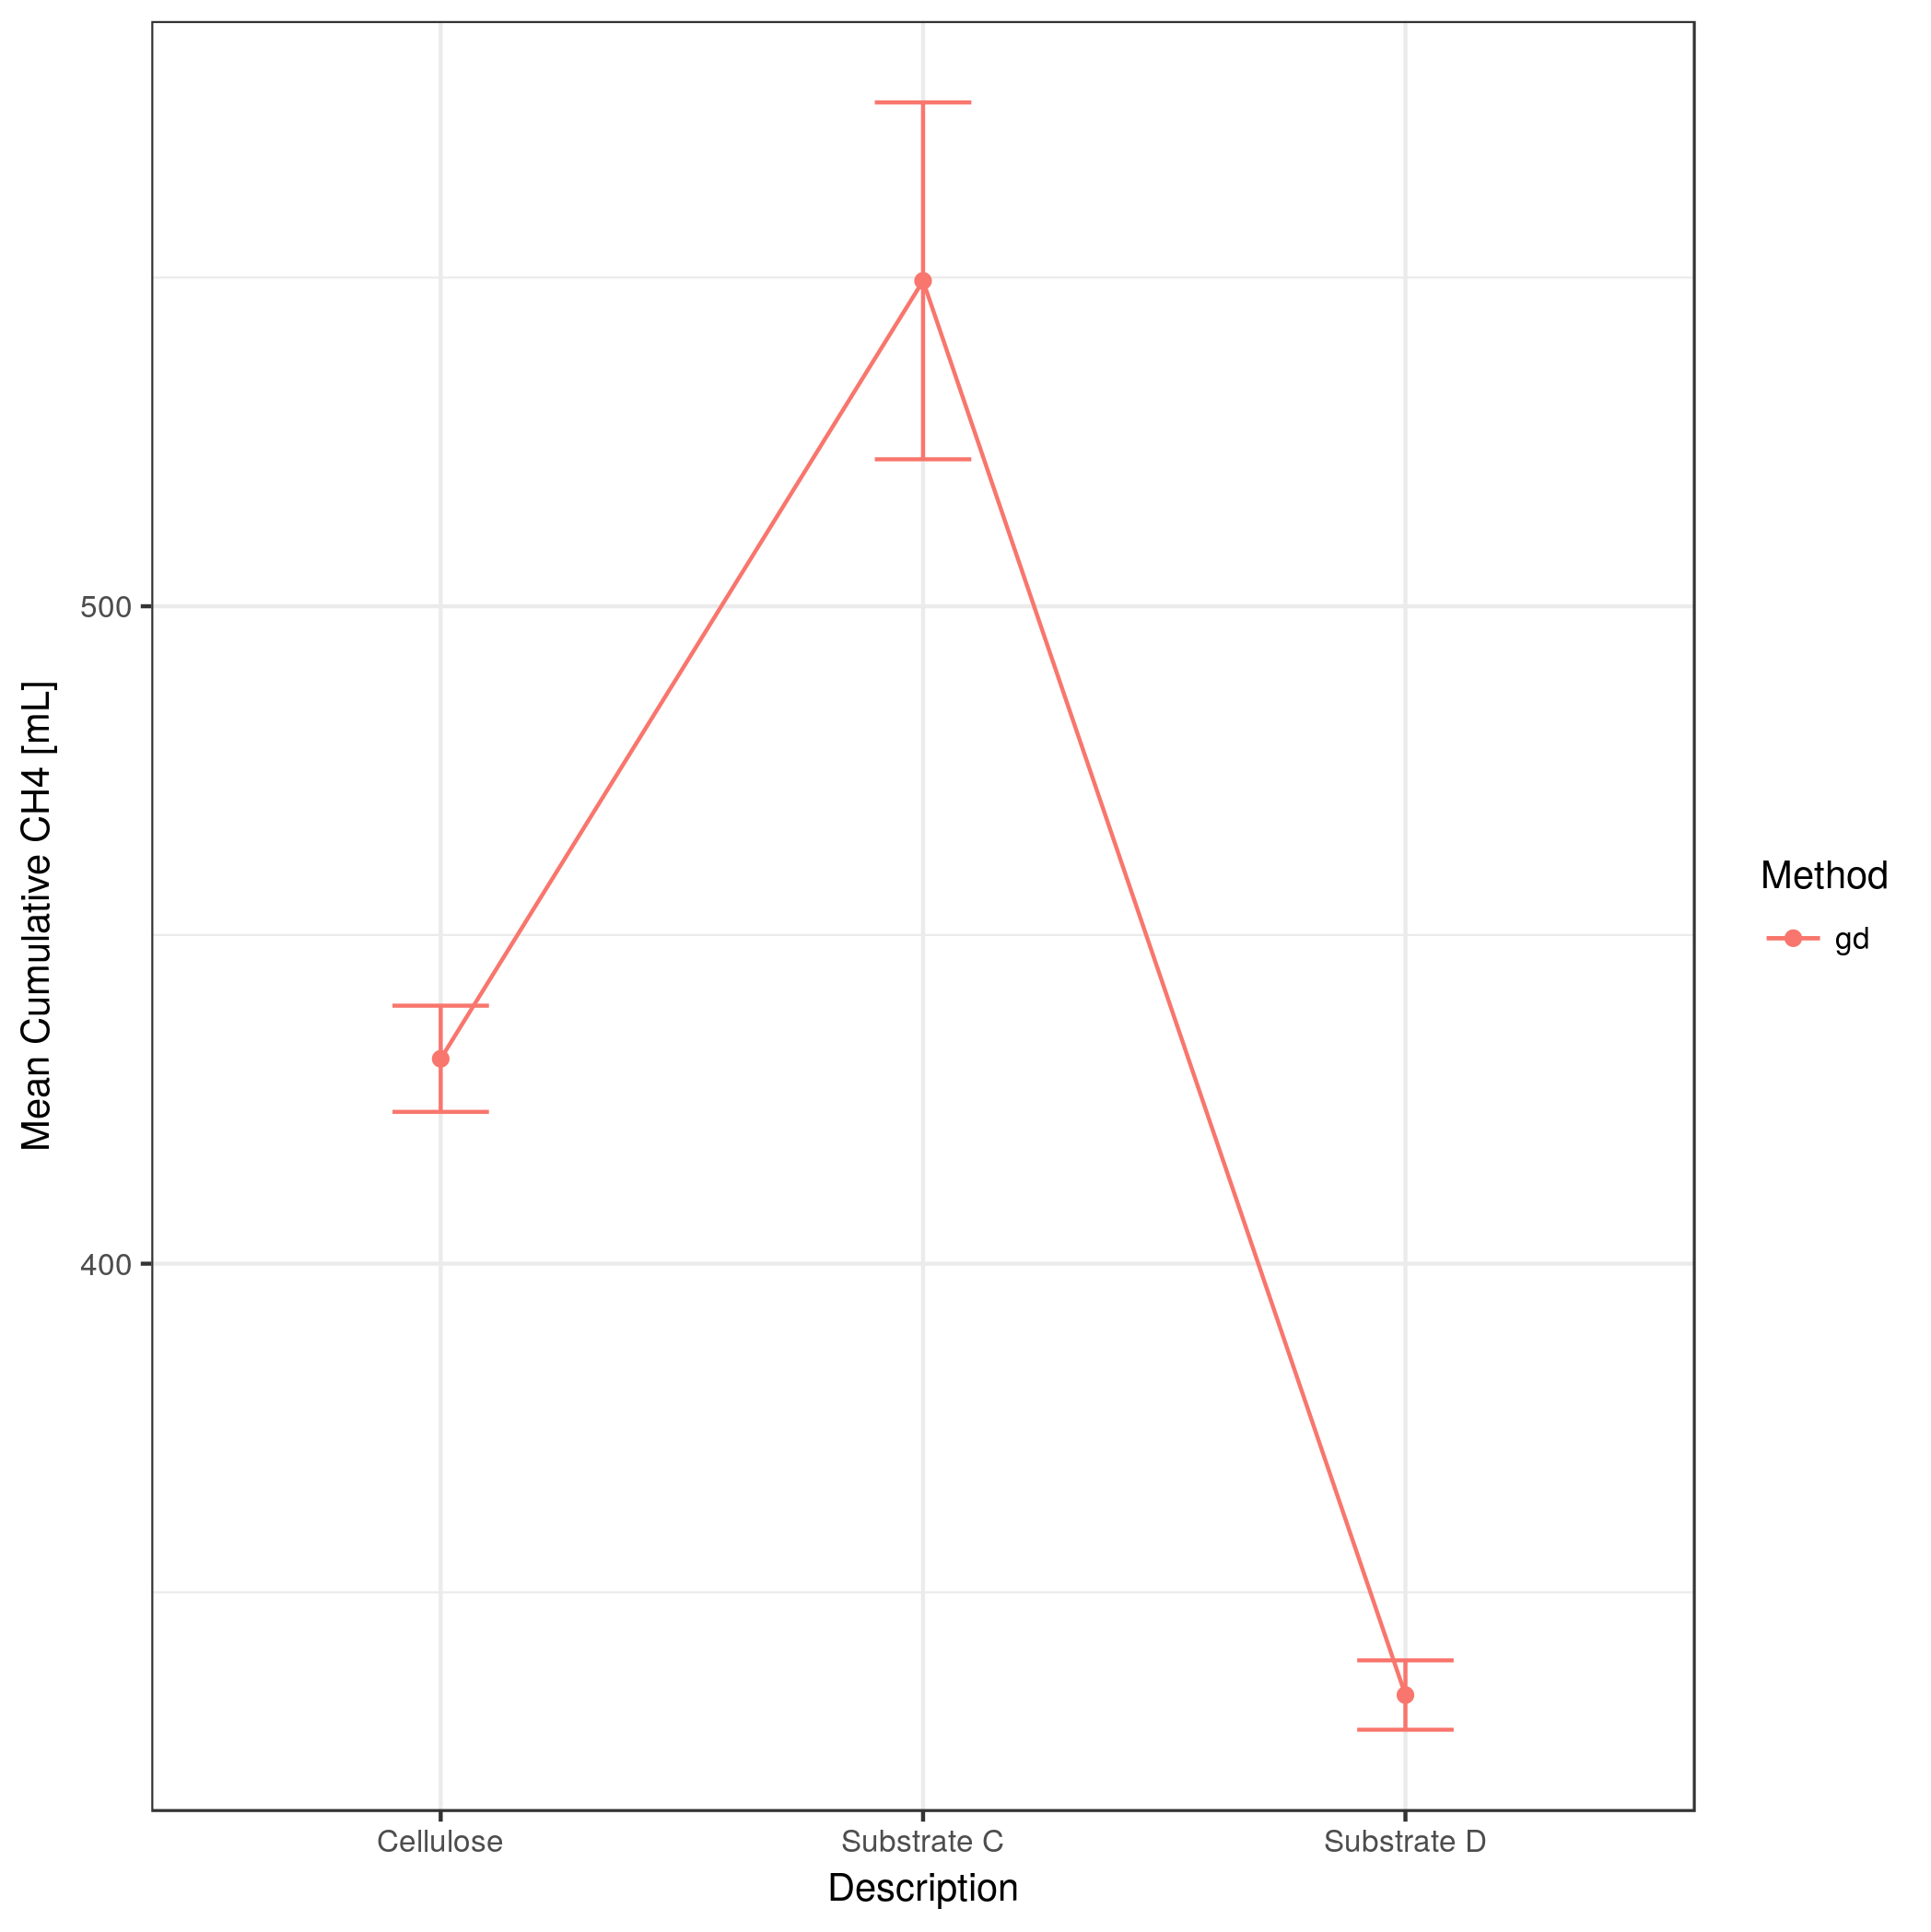 Mean Cumulative CH4 [mL]
500
400
Cellulose
Substrate C
Substrate D
Description
Method
gd